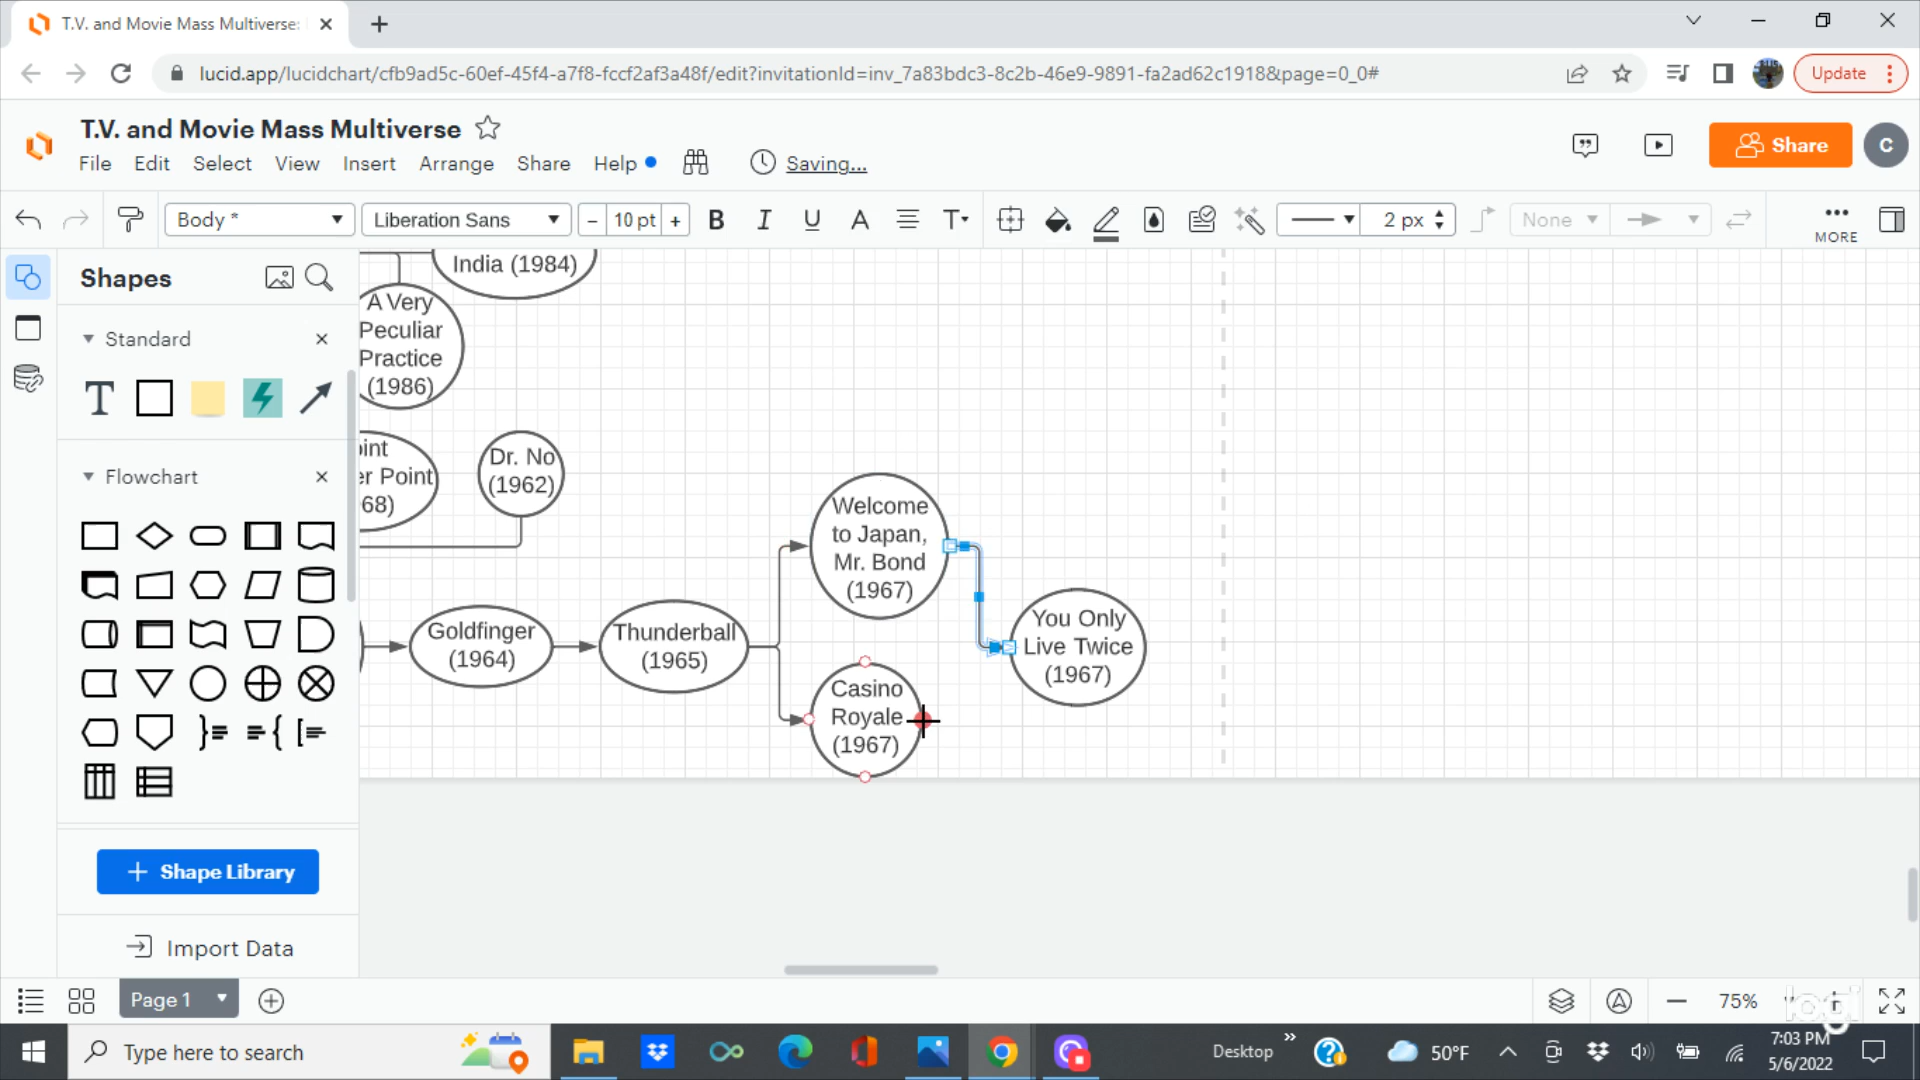 T.V. and Movie Mass Multiverse:
lucid.app/lucidchart/cfb9ad5c-60ef-45f4-a7f8-fccf2af3a48f/edit?invitationId=inv_7a83bdc3-8c2b-46e9-9891-fa2ad62c1918&page=0_0#
Update
T.V. and Movie Mass Multiverse
File Edit Select View Insert Arrange Share Help Saving...
Share
C
Body * Liberation Sans − 10 pt + B I U A T 2 px None MORE
Shapes
Standard
T
Flowchart
Shape Library
Import Data
India (1984)
A Very
Peculiar
Practice
(1986)
Dr. No
(1962)
Goldfinger
(1964)
Thunderball
(1965)
Welcome
to Japan,
Mr. Bond
(1967)
Casino
Royale
(1967)
You Only
Live Twice
(1967)
Page 1
75%
logi
Type here to search
Desktop
50°F
7:03 PM
5/6/2022